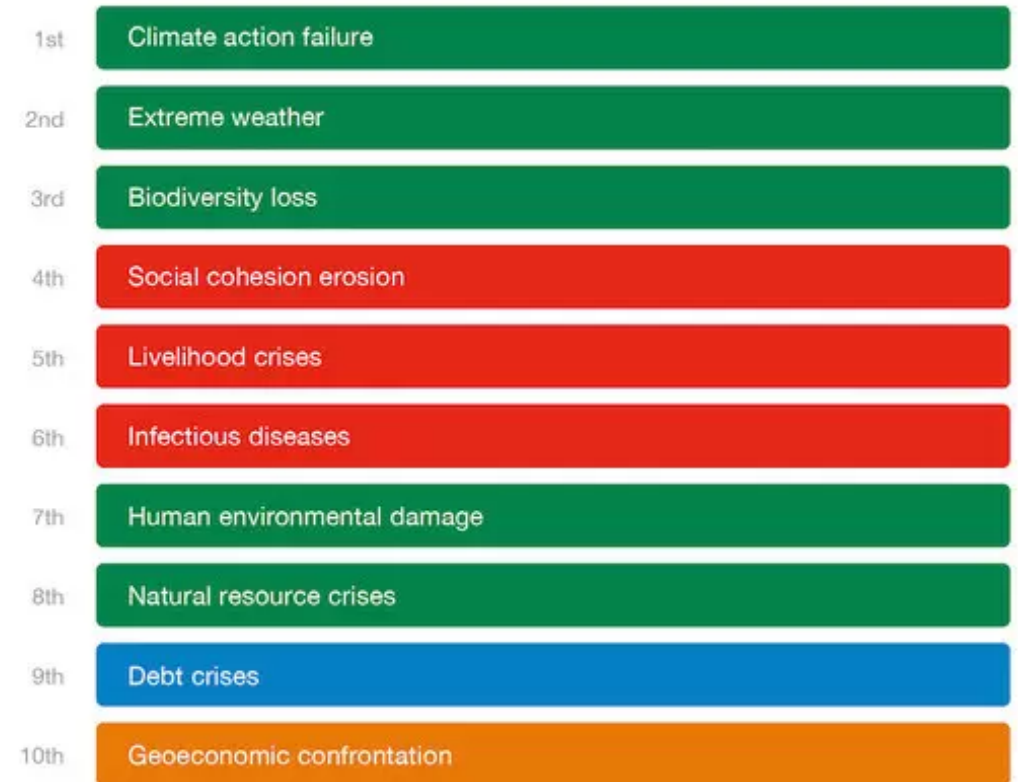 1st Climate action failure
2nd Extreme weather
3rd Biodiversity loss
4th Social cohesion erosion
5th Livelihood crises
6th Infectious diseases
7th Human environmental damage
8th Natural resource crises
9th Debt crises
10th Geoeconomic confrontation